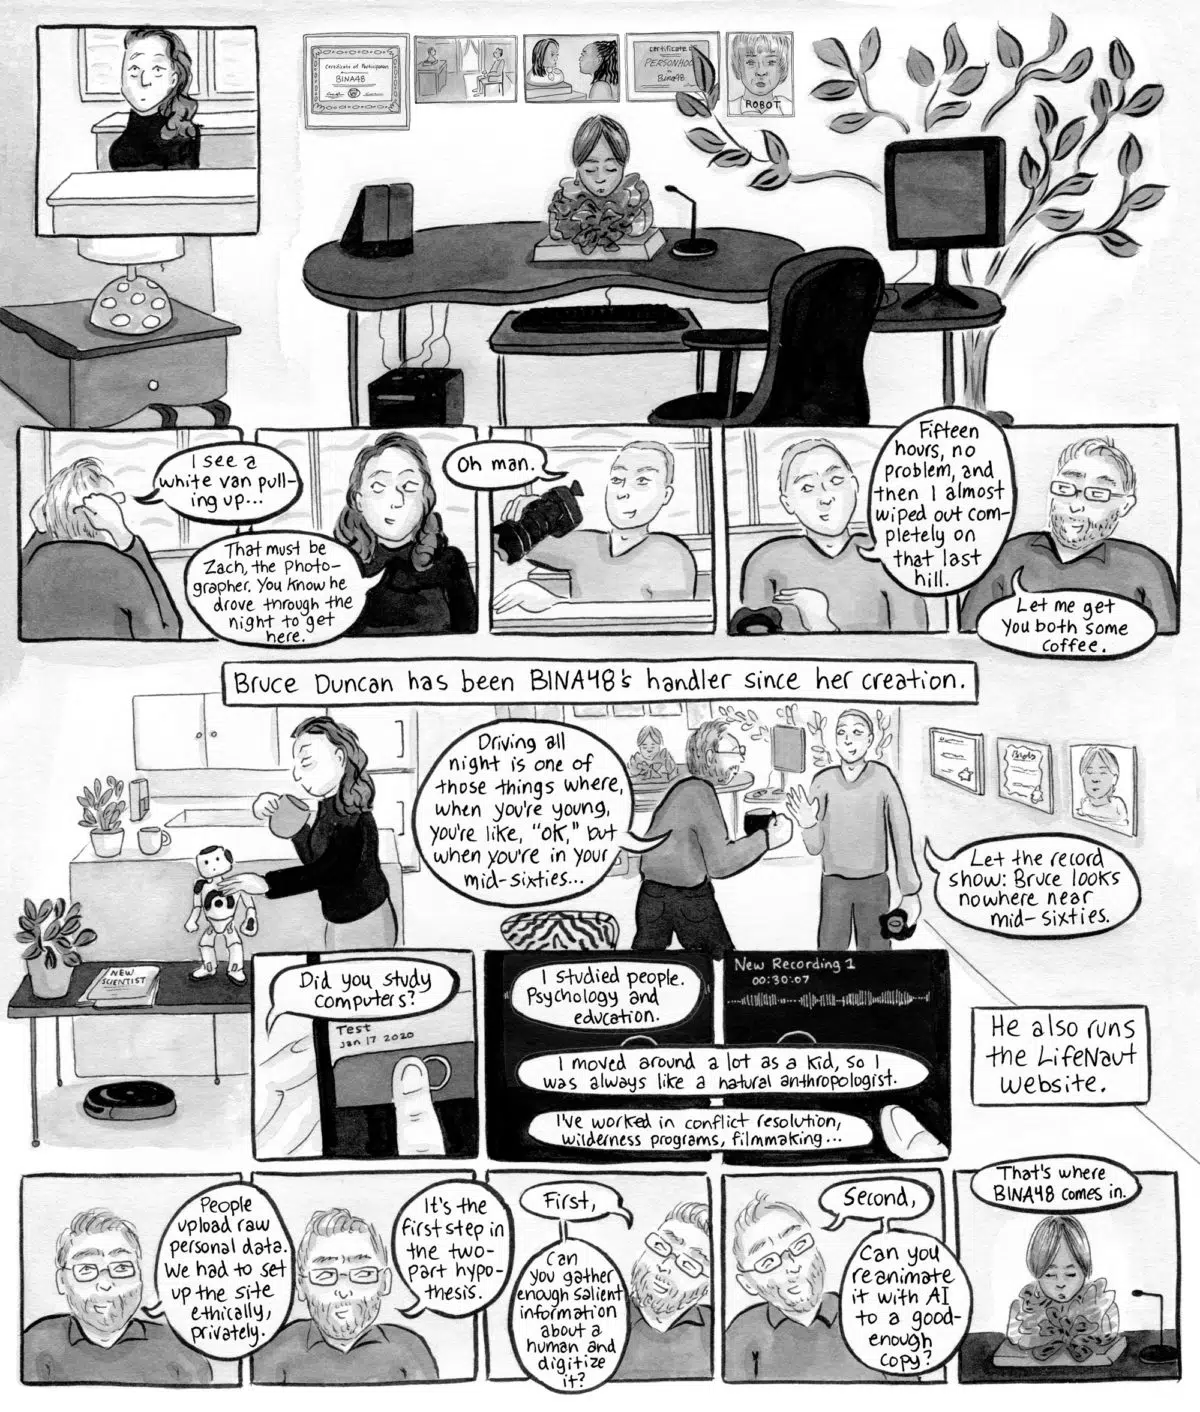 Certificate of Participation
BINA48
certificate of
PERSONHOOD
BINA48
ROBOT
I see a
white van pull-
ing up...
That must be
Zach, the photo-
grapher. You know he
drove through the
night to get
here.
Oh man.
Fifteen
hours, no
problem, and
then I almost
wiped out com-
pletely on
that last
hill.
Let me get
you both some
coffee.
Bruce Duncan has been BINA48's handler since her creation.
Driving all
night is one of
those things where,
when you're young,
you're like, "OK," but
when you're in your
mid-sixties...
Let the record
show: Bruce looks
nowhere near
mid-sixties.
NEW
SCIENTIST
Did you study
computers?
Test
Jan 17 2020
I studied people.
Psychology and
education.
New Recording 1
00:30:07
I moved around a lot as a kid, so I
was always like a natural anthropologist.
I've worked in conflict resolution,
wilderness programs, filmmaking...
He also runs
the LifeNaut
website.
People
upload raw
personal data.
We had to set
up the site
ethically,
privately.
It's the
first step in
the two-
part hypo-
thesis.
First,
Can
you gather
enough salient
information
about a
human and
digitize
it?
Second,
Can you
reanimate
it with AI
to a good-
enough
copy?
That's where
BINA48 comes in.